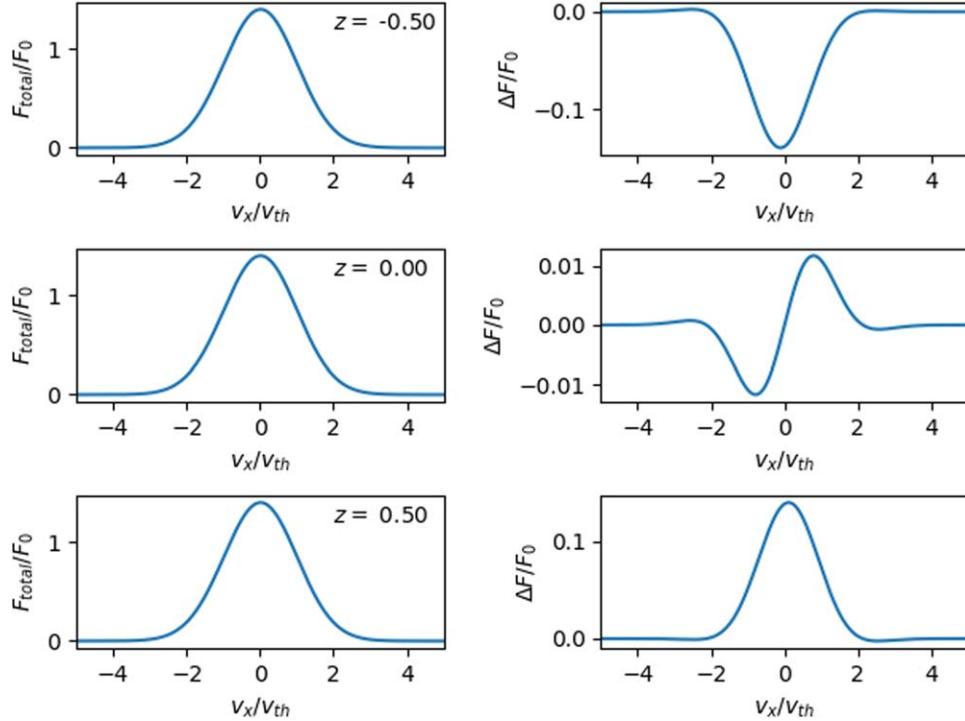 F_total/F_0
1
0
z = -0.50
−4 −2 0 2 4
v_x/v_th
ΔF/F_0
0.0
−0.1
−4 −2 0 2 4
v_x/v_th
F_total/F_0
1
0
z = 0.00
−4 −2 0 2 4
v_x/v_th
ΔF/F_0
0.01
0.00
−0.01
−4 −2 0 2 4
v_x/v_th
F_total/F_0
1
0
z = 0.50
−4 −2 0 2 4
v_x/v_th
ΔF/F_0
0.1
0.0
−4 −2 0 2 4
v_x/v_th